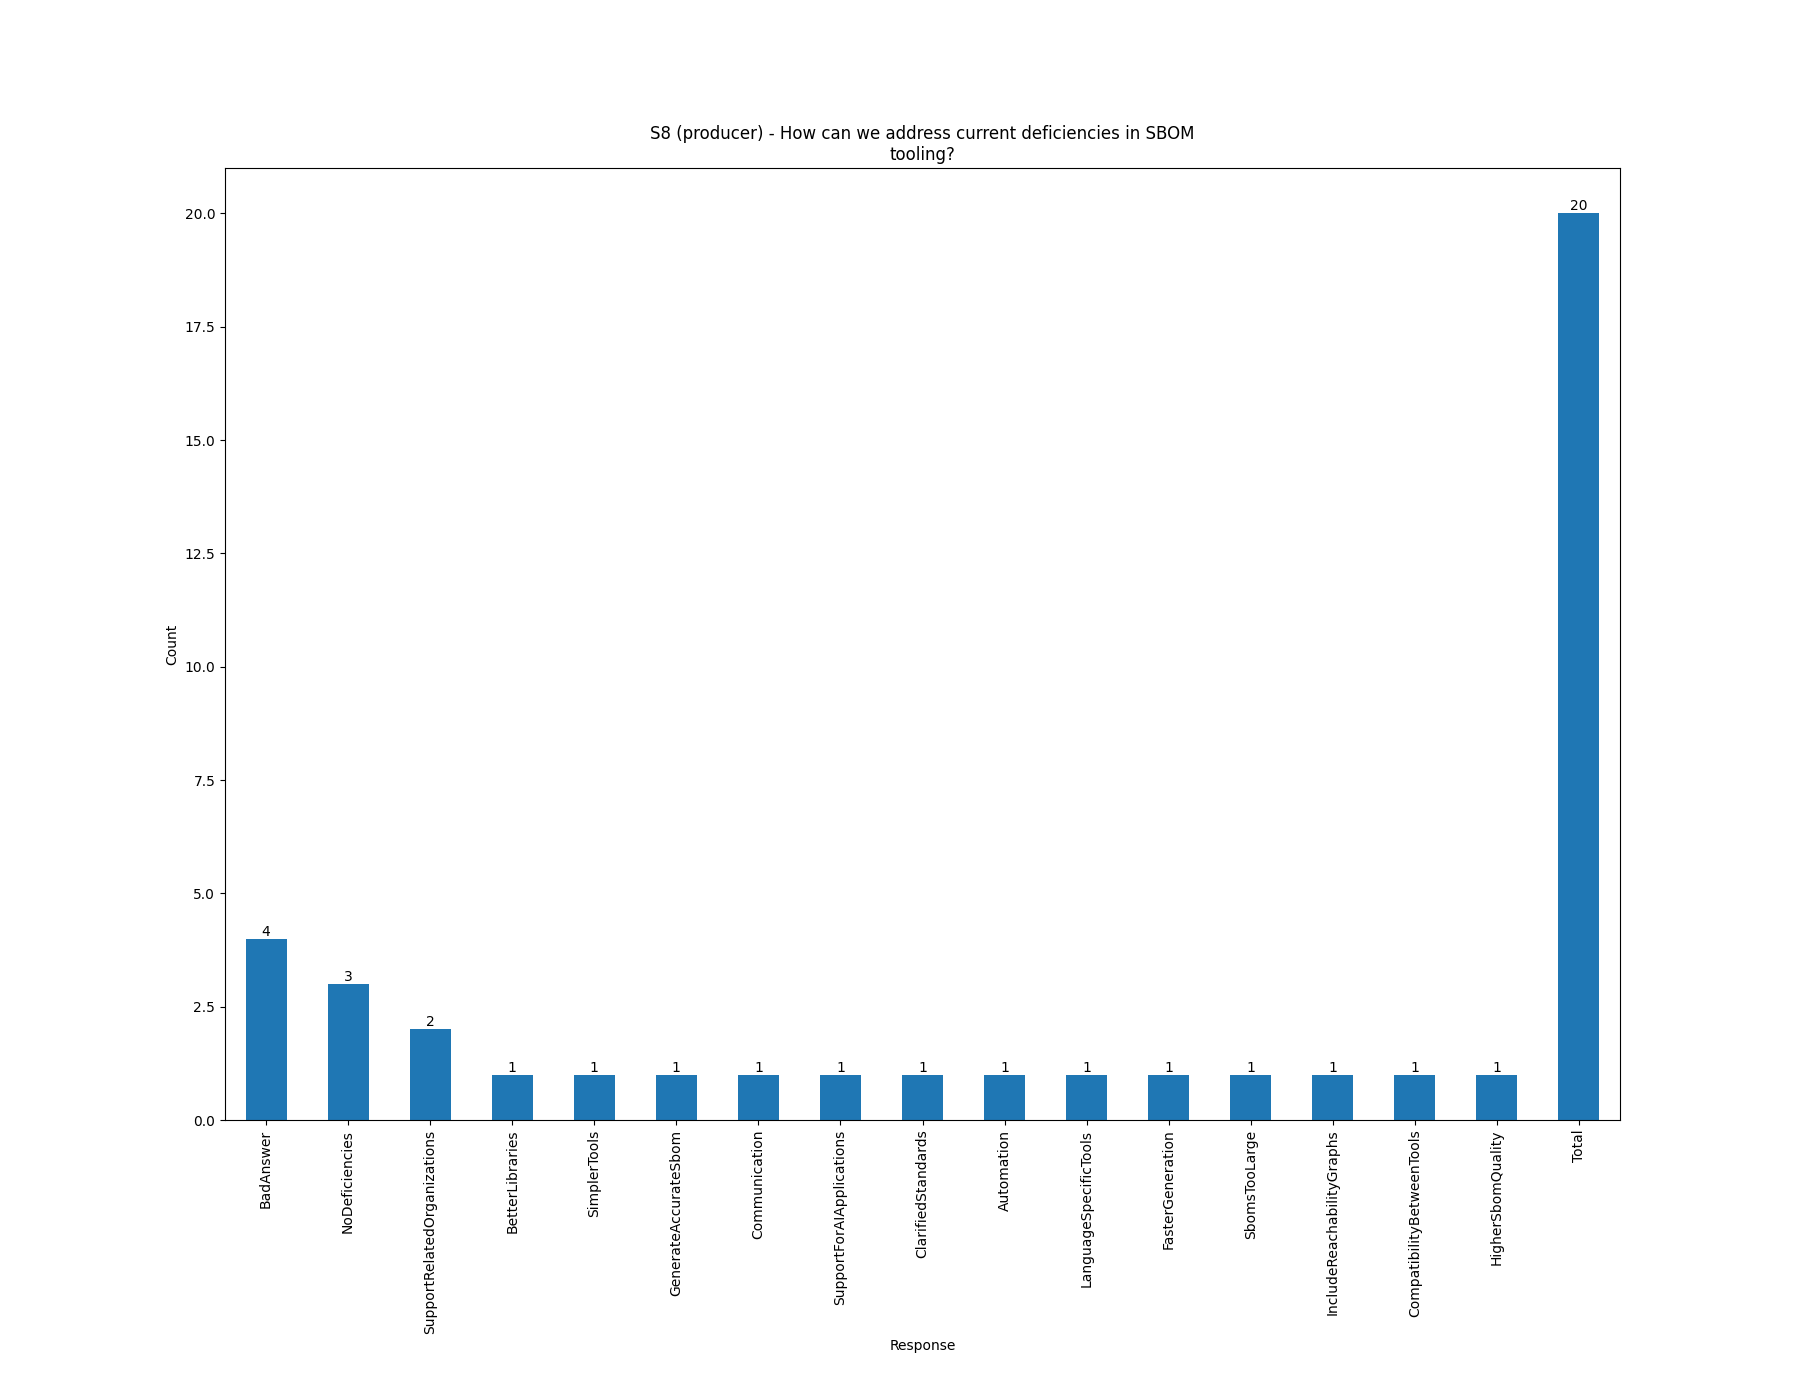 S8 (producer) - How can we address current deficiencies in SBOM
tooling?
Count
20.0
17.5
15.0
12.5
10.0
7.5
5.0
2.5
0.0
4
3
2
1
1
1
1
1
1
1
1
1
1
1
1
1
20
BadAnswer
NoDeficiencies
SupportRelatedOrganizations
BetterLibraries
SimplerTools
GenerateAccurateSbom
Communication
SupportForAIApplications
ClarifiedStandards
Automation
LanguageSpecificTools
FasterGeneration
SbomsTooLarge
IncludeReachabilityGraphs
CompatibilityBetweenTools
HigherSbomQuality
Total
Response